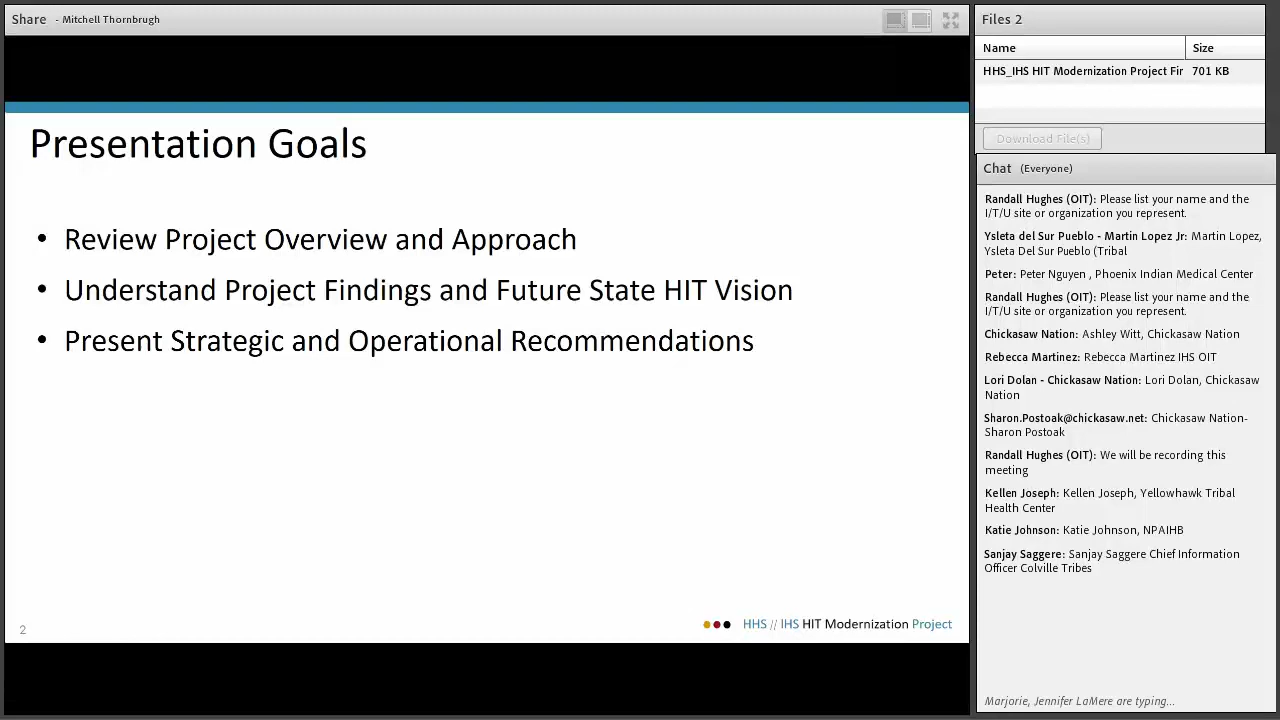 Share - Mitchell Thornbrugh
Presentation Goals
• Review Project Overview and Approach
• Understand Project Findings and Future State HIT Vision
• Present Strategic and Operational Recommendations
2
HHS // IHS HIT Modernization Project
Files 2
Name Size
HHS_IHS HIT Modernization Project Fir 701 KB
Download File(s)
Chat (Everyone)
Randall Hughes (OIT): Please list your name and the
I/T/U site or organization you represent.
Ysleta del Sur Pueblo - Martin Lopez Jr: Martin Lopez,
Ysleta Del Sur Pueblo (Tribal
Peter: Peter Nguyen , Phoenix Indian Medical Center
Randall Hughes (OIT): Please list your name and the
I/T/U site or organization you represent.
Chickasaw Nation: Ashley Witt, Chickasaw Nation
Rebecca Martinez: Rebecca Martinez IHS OIT
Lori Dolan - Chickasaw Nation: Lori Dolan, Chickasaw
Nation
Sharon.Postoak@chickasaw.net: Chickasaw Nation-
Sharon Postoak
Randall Hughes (OIT): We will be recording this
meeting
Kellen Joseph: Kellen Joseph, Yellowhawk Tribal
Health Center
Katie Johnson: Katie Johnson, NPAIHB
Sanjay Saggere: Sanjay Saggere Chief Information
Officer Colville Tribes
Marjorie, Jennifer LaMere are typing...